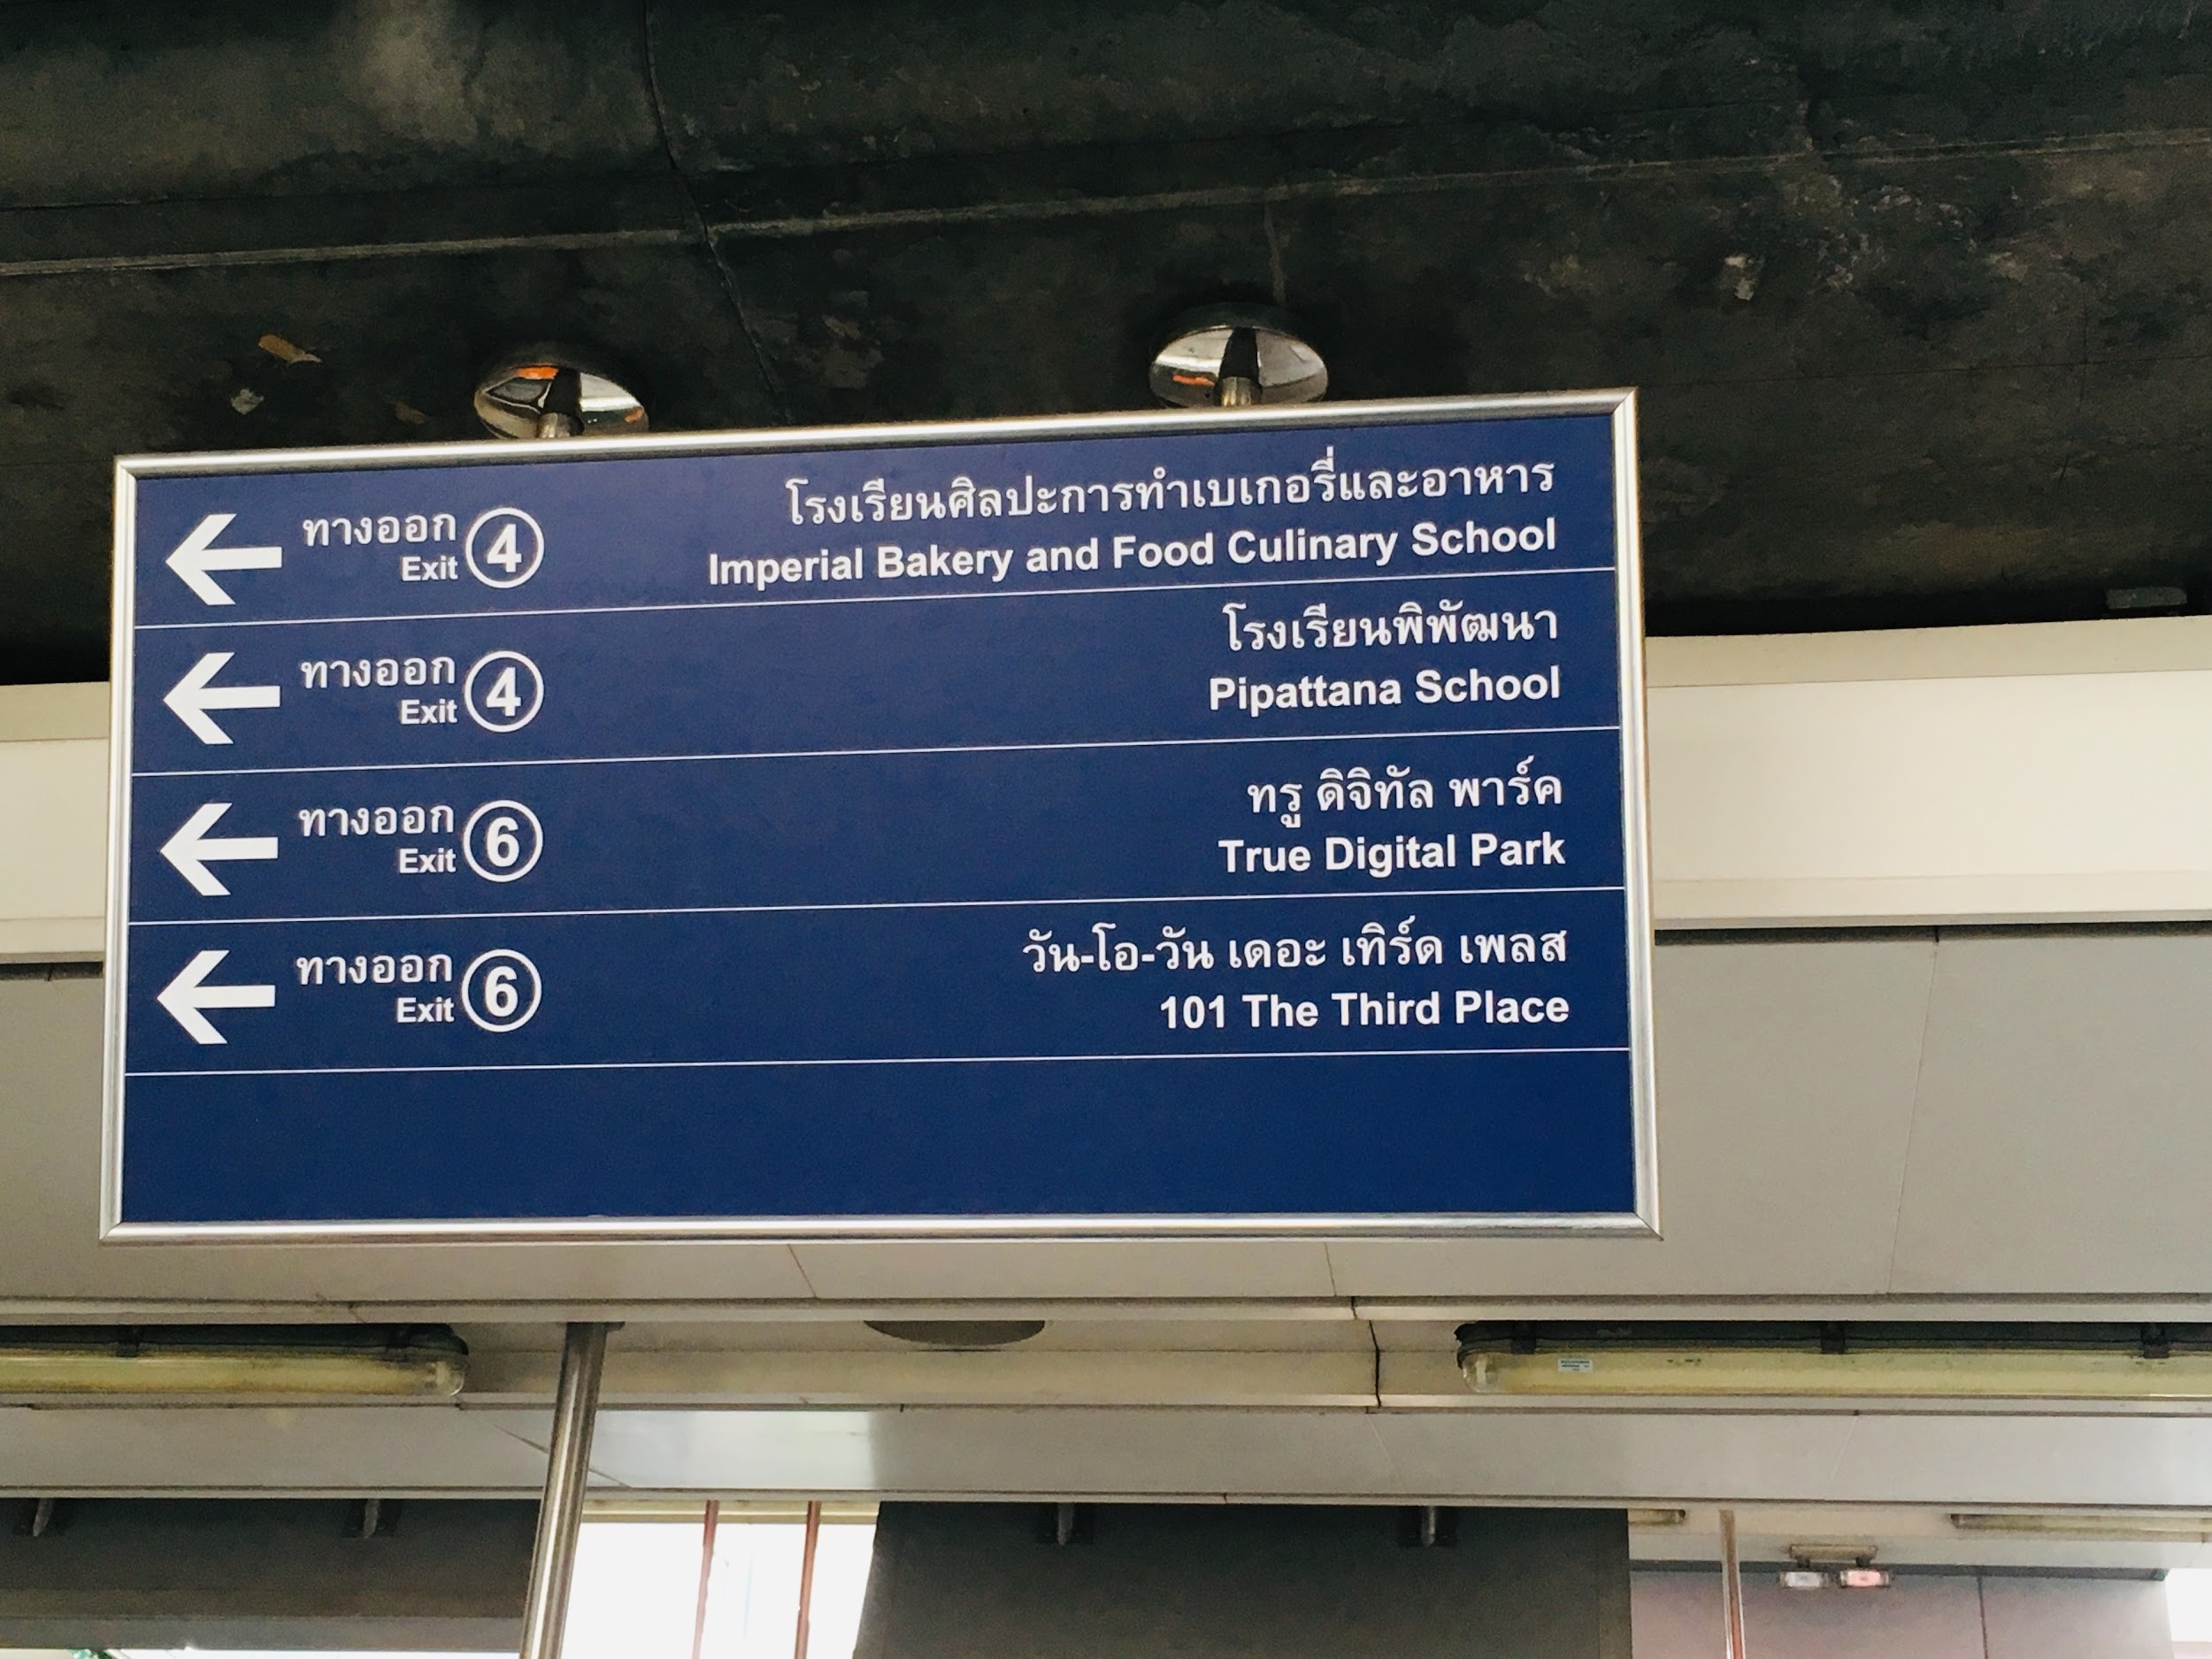 ทางออก 4 โรงเรียนศิลปะการทำเบเกอรี่และอาหาร
Exit Imperial Bakery and Food Culinary School
ทางออก 4 โรงเรียนพิพัฒนา
Exit Pipattana School
ทางออก 6 ทรู ดิจิทัล พาร์ค
Exit True Digital Park
ทางออก 6 วัน-โอ-วัน เดอะ เทิร์ด เพลส
Exit 101 The Third Place